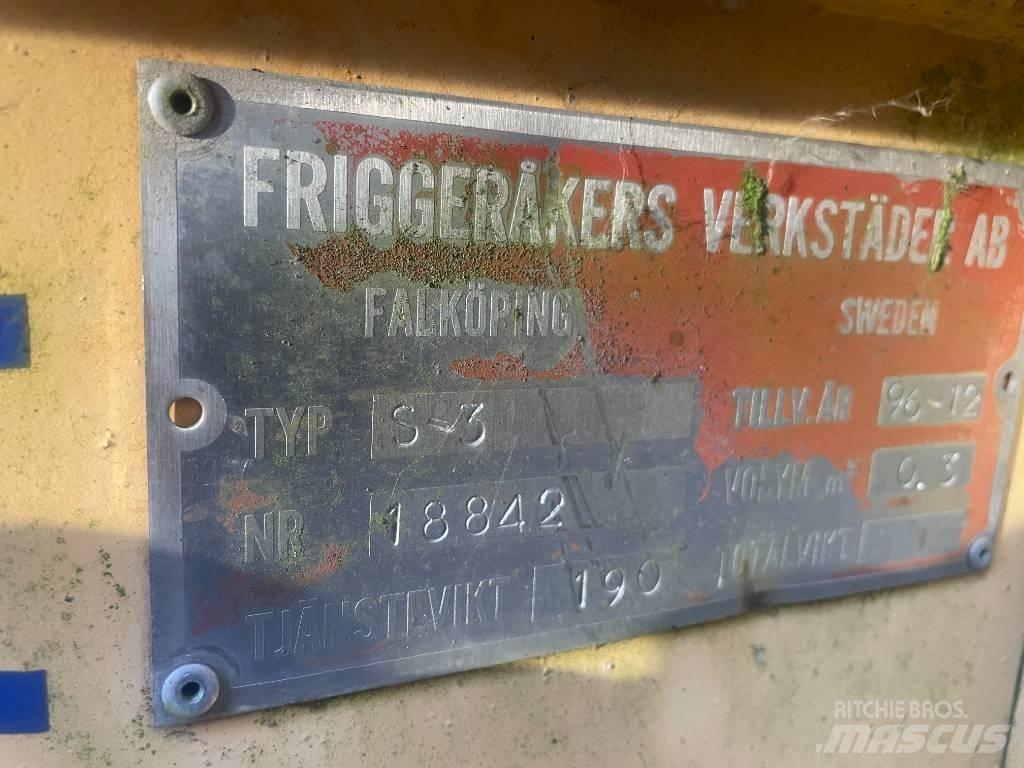 FRIGGERÅKERS VERKSTÄDER AB
FALKÖPING SWEDEN
TYP S-3 TILLV.ÅR 96-12
NR 18842 VOLYM m³ 0.3
TJÄNSTEVIKT 190 TOTALVIKT
RITCHIE BROS.
MASCUS